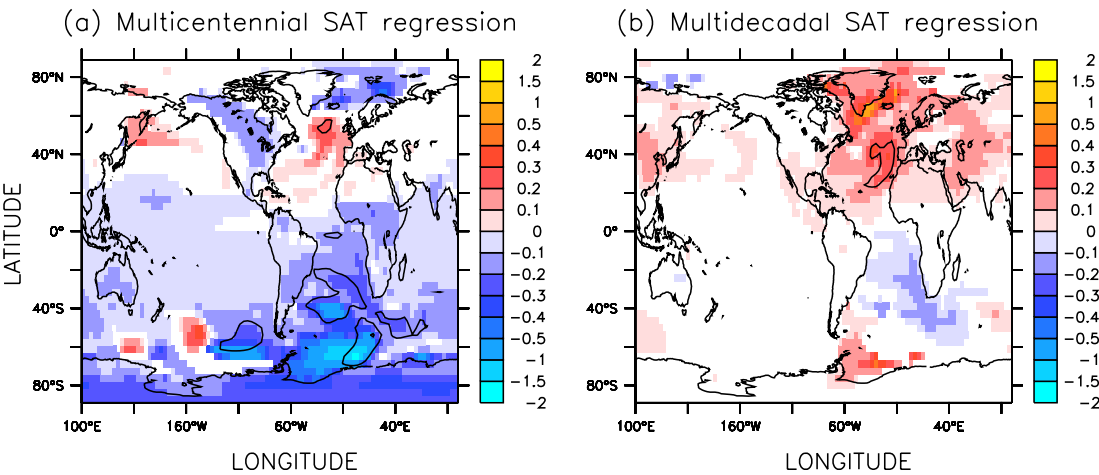 (a) Multicentennial SAT regression
(b) Multidecadal SAT regression
LATITUDE
80°N
40°N
0°
40°S
80°S
100°E
160°W
60°W
40°E
LONGITUDE
2
1.5
1
0.5
0.4
0.3
0.2
0.1
0
−0.1
−0.2
−0.3
−0.4
−0.5
−1
−1.5
−2
80°N
40°N
0°
40°S
80°S
100°E
160°W
60°W
40°E
LONGITUDE
2
1.5
1
0.5
0.4
0.3
0.2
0.1
0
−0.1
−0.2
−0.3
−0.4
−0.5
−1
−1.5
−2